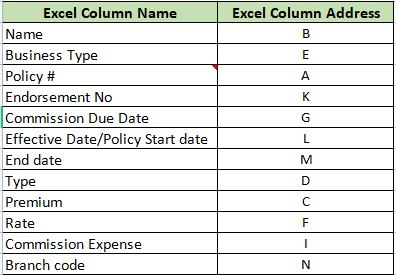 Excel Column Name Excel Column Address
Name B
Business Type E
Policy # A
Endorsement No K
Commission Due Date G
Effective Date/Policy Start date L
End date M
Type D
Premium C
Rate F
Commission Expense I
Branch code N